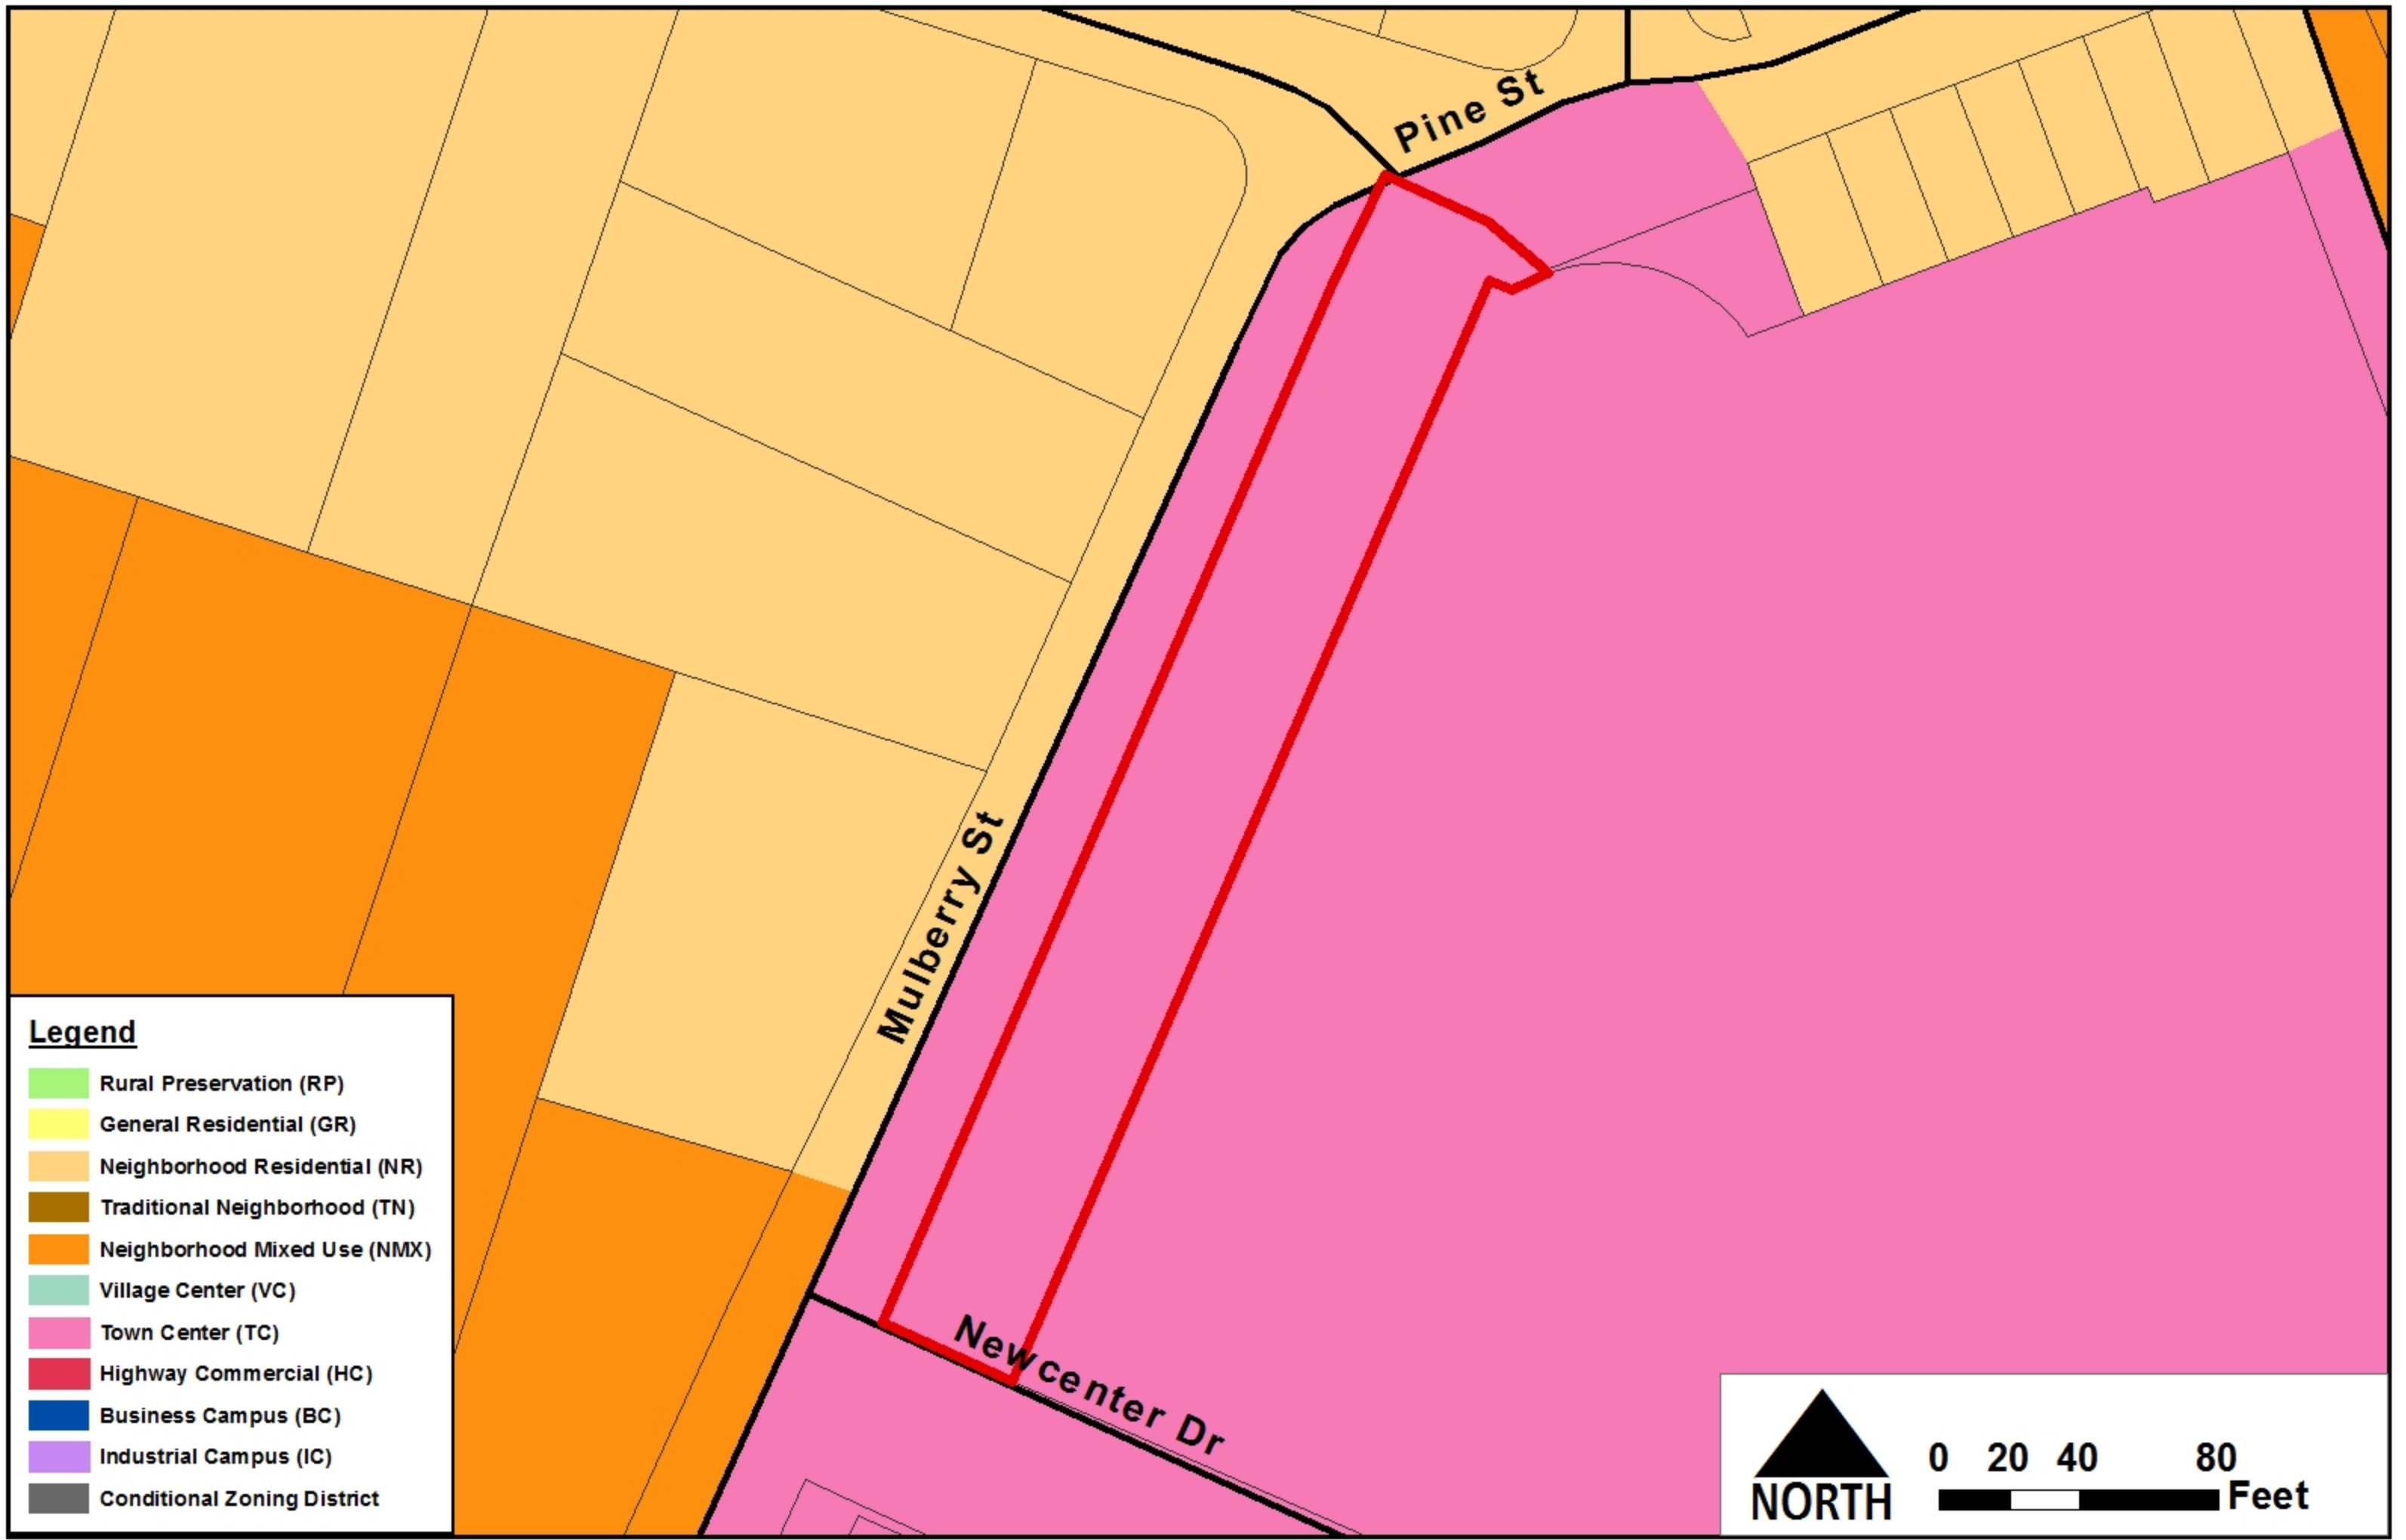 Pine St
Mulberry St
Newcenter Dr
Legend
Rural Preservation (RP)
General Residential (GR)
Neighborhood Residential (NR)
Traditional Neighborhood (TN)
Neighborhood Mixed Use (NMX)
Village Center (VC)
Town Center (TC)
Highway Commercial (HC)
Business Campus (BC)
Industrial Campus (IC)
Conditional Zoning District
NORTH
0 20 40 80
Feet